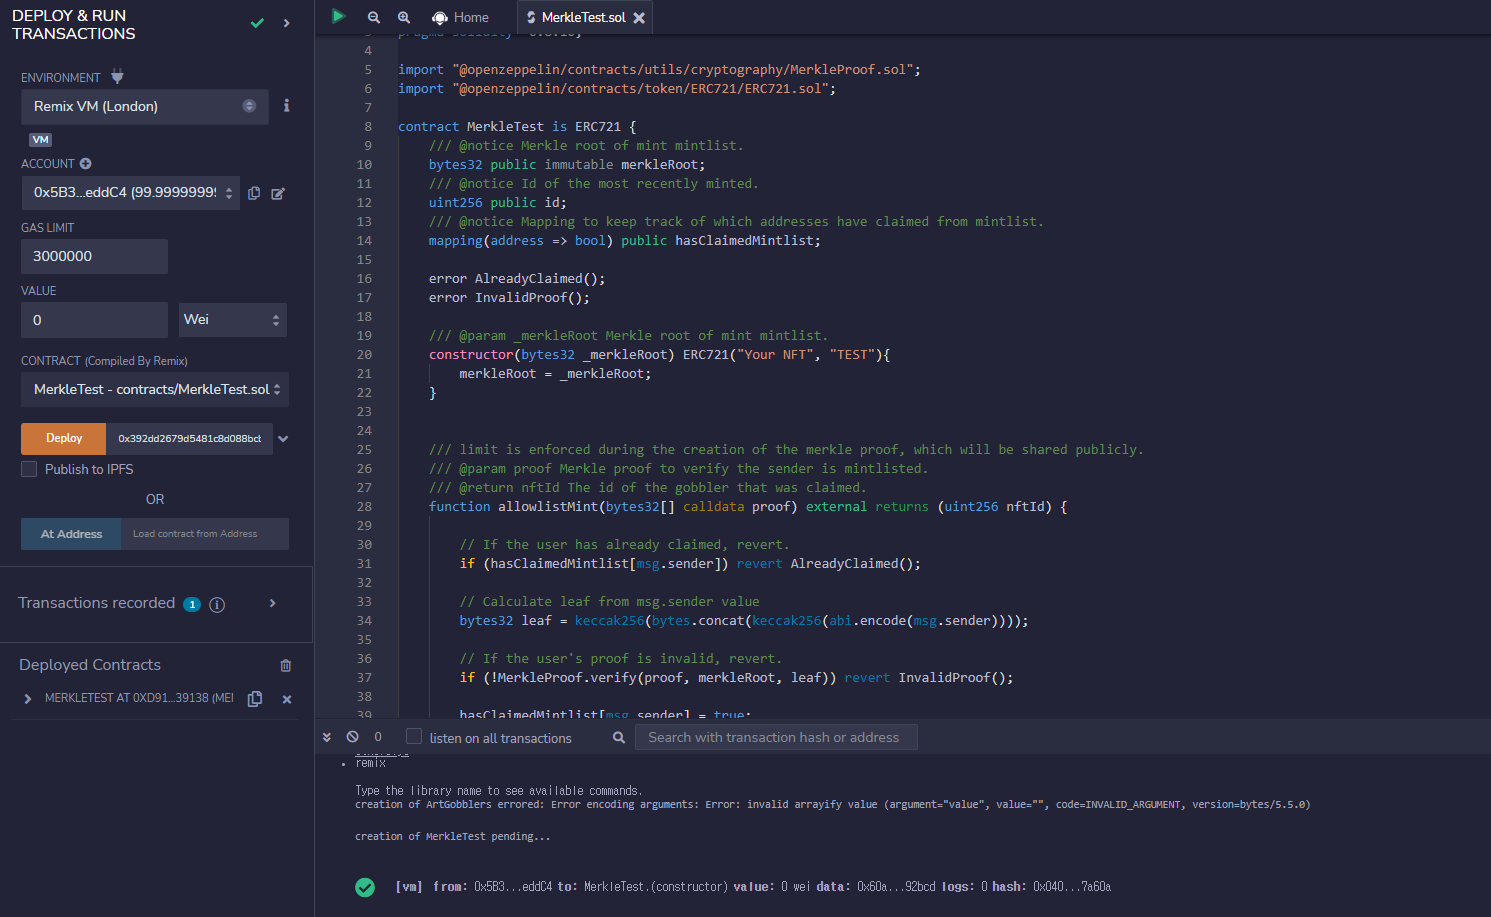 DEPLOY & RUN
TRANSACTIONS
ENVIRONMENT
Remix VM (London)
VM
ACCOUNT
0x5B3...eddC4 (99.99999999
GAS LIMIT
3000000
VALUE
0
Wei
CONTRACT (Compiled By Remix)
MerkleTest - contracts/MerkleTest.sol
Deploy
0x392dd2679d5481c8d088bcb
Publish to IPFS
OR
At Address
Load contract from Address
Transactions recorded 1
Deployed Contracts
MERKLETEST AT 0XD91...39138 (MEI
Home
MerkleTest.sol
4
5 import "@openzeppelin/contracts/utils/cryptography/MerkleProof.sol";
6 import "@openzeppelin/contracts/token/ERC721/ERC721.sol";
7
8 contract MerkleTest is ERC721 {
9 /// @notice Merkle root of mint mintlist.
10 bytes32 public immutable merkleRoot;
11 /// @notice Id of the most recently minted.
12 uint256 public id;
13 /// @notice Mapping to keep track of which addresses have claimed from mintlist.
14 mapping(address => bool) public hasClaimedMintlist;
15
16 error AlreadyClaimed();
17 error InvalidProof();
18
19 /// @param _merkleRoot Merkle root of mint mintlist.
20 constructor(bytes32 _merkleRoot) ERC721("Your NFT", "TEST"){
21 merkleRoot = _merkleRoot;
22 }
23
24
25 /// limit is enforced during the creation of the merkle proof, which will be shared publicly.
26 /// @param proof Merkle proof to verify the sender is mintlisted.
27 /// @return nftId The id of the gobbler that was claimed.
28 function allowlistMint(bytes32[] calldata proof) external returns (uint256 nftId) {
29
30 // If the user has already claimed, revert.
31 if (hasClaimedMintlist[msg.sender]) revert AlreadyClaimed();
32
33 // Calculate leaf from msg.sender value
34 bytes32 leaf = keccak256(bytes.concat(keccak256(abi.encode(msg.sender))));
35
36 // If the user's proof is invalid, revert.
37 if (!MerkleProof.verify(proof, merkleRoot, leaf)) revert InvalidProof();
38
39 hasClaimedMintlist[msg.sender] = true;
0
listen on all transactions
Search with transaction hash or address
remix
Type the library name to see available commands.
creation of ArtGobblers errored: Error encoding arguments: Error: invalid arrayify value (argument="value", value="", code=INVALID_ARGUMENT, version=bytes/5.5.0)
creation of MerkleTest pending...
[vm] from: 0x5B3...eddC4 to: MerkleTest.(constructor) value: 0 wei data: 0x60a...92bcd logs: 0 hash: 0x040...7a60a